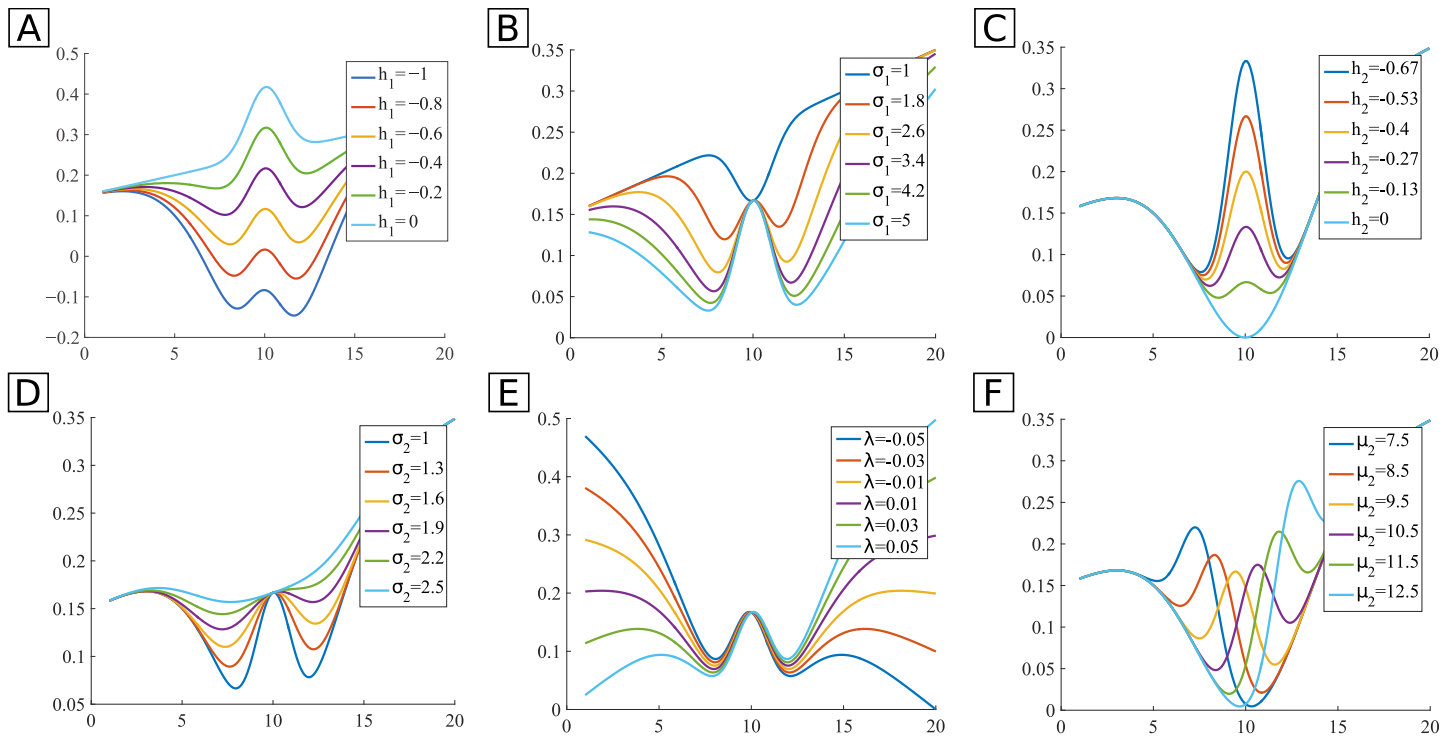 A
0.5
0.4
0.3
0.2
0.1
0
−0.1
−0.2
5
10
15
20
h1=−1
h1=−0.8
h1=−0.6
h1=−0.4
h1=−0.2
h1= 0
B
0.35
0.3
0.25
0.2
0.15
0.1
0.05
0
0
5
10
15
20
σ1=1
σ1=1.8
σ1=2.6
σ1=3.4
σ1=4.2
σ1=5
C
0.35
0.3
0.25
0.2
0.15
0.1
0.05
0
0
5
10
15
20
h2=-0.67
h2=-0.53
h2=-0.4
h2=-0.27
h2=-0.13
h2=0
D
0.35
0.3
0.25
0.2
0.15
0.1
0.05
0
5
10
15
20
σ2=1
σ2=1.3
σ2=1.6
σ2=1.9
σ2=2.2
σ2=2.5
E
0.5
0.4
0.3
0.2
0.1
0
0
5
10
15
20
λ=-0.05
λ=-0.03
λ=-0.01
λ=0.01
λ=0.03
λ=0.05
F
0.35
0.3
0.25
0.2
0.15
0.1
0.05
0
0
5
10
15
20
μ2=7.5
μ2=8.5
μ2=9.5
μ2=10.5
μ2=11.5
μ2=12.5